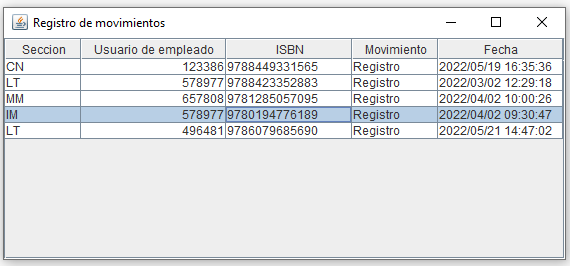 Registro de movimientos
Seccion Usuario de empleado ISBN Movimiento Fecha
CN 123386 9788449331565 Registro 2022/05/19 16:35:36
LT 578977 9788423352883 Registro 2022/03/02 12:29:18
MM 657808 9781285057095 Registro 2022/04/02 10:00:26
IM 578977 9780194776189 Registro 2022/04/02 09:30:47
LT 496481 9786079685690 Registro 2022/05/21 14:47:02